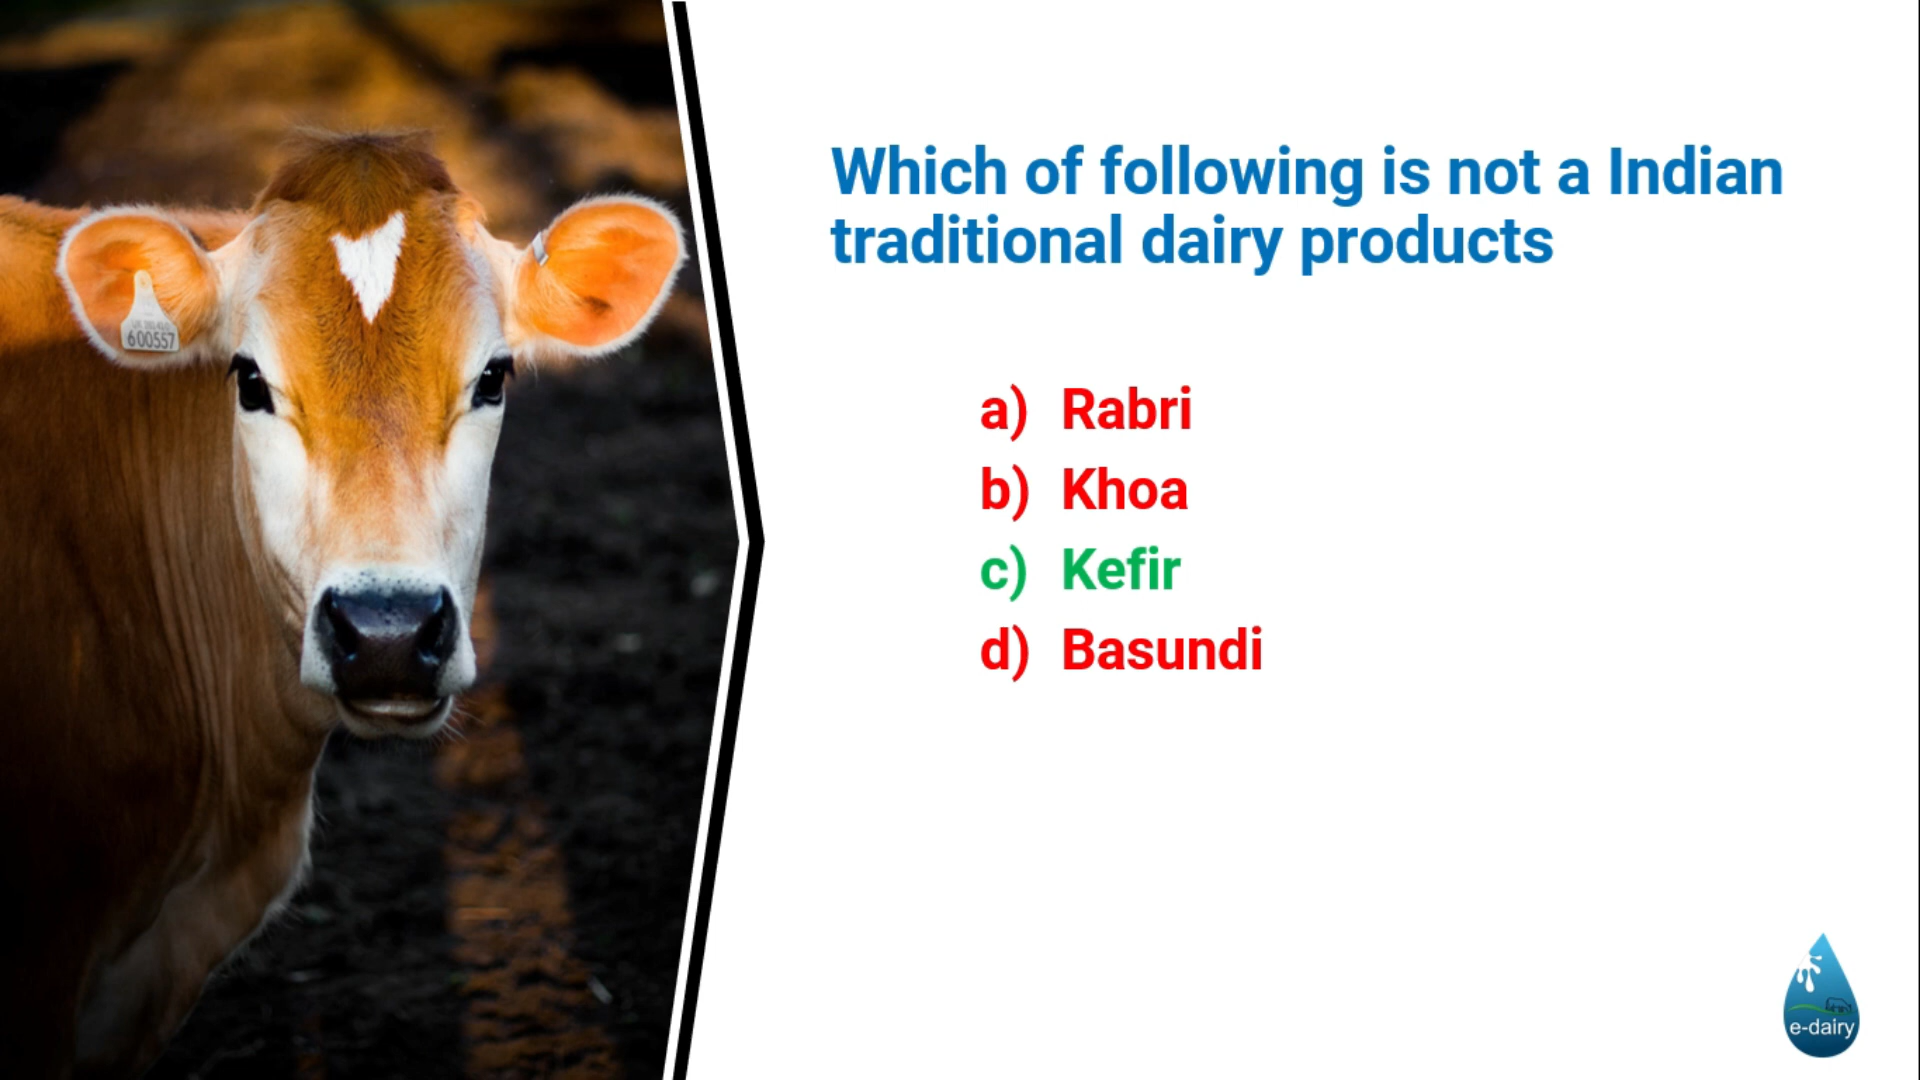 Which of following is not a Indian
traditional dairy products
a) Rabri
b) Khoa
c) Kefir
d) Basundi
600557
e-dairy